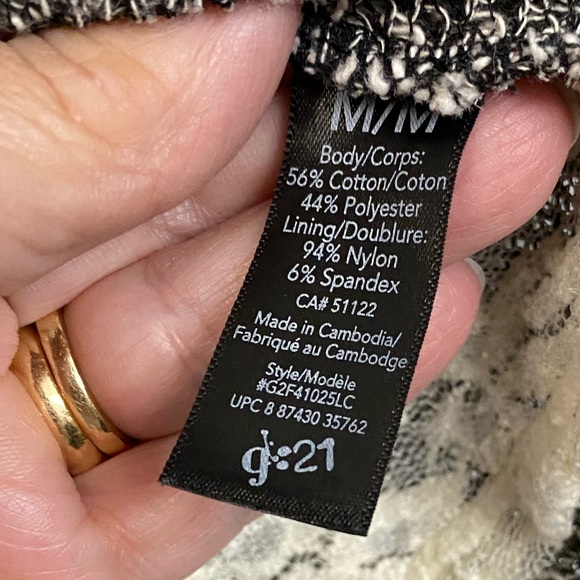 M/M
Body/Corps:
56% Cotton/Coton
44% Polyester
Lining/Doublure:
94% Nylon
6% Spandex
CA# 51122
Made in Cambodia/
Fabriqué au Cambodge
Style/Modèle
#G2F41025LC
UPC 8 87430 35762
g:21